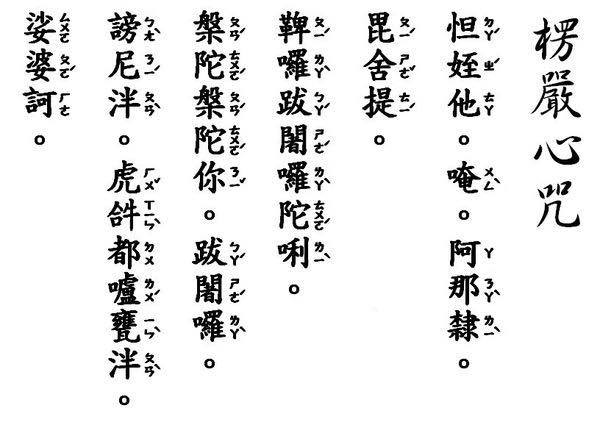 楞嚴心咒
怛ㄉㄚˊ姪ㄓˊ他ㄊㄚ。唵ㄨㄥˋ。阿ㄚ那ㄋㄚˋ隸ㄌㄧˋ。
毘ㄆㄧˊ舍ㄕㄜˋ提ㄊㄧˊ。
鞞ㄆㄧˊ囉ㄌㄚˊ跋ㄅㄚˊ闍ㄕㄜˊ囉ㄌㄚˊ陀ㄊㄨㄛˊ唎ㄌㄧˋ。
槃ㄆㄢˊ陀ㄊㄨㄛˊ槃ㄆㄢˊ陀ㄊㄨㄛˊ你ㄋㄧˇ。跋ㄅㄚˊ闍ㄕㄜˊ囉ㄌㄚˋ。
謗ㄅㄤˋ尼ㄋㄧˊ泮ㄆㄢˋ。虎ㄏㄨˇ𤙖ㄒㄧㄣˋ都ㄉㄨ嚧ㄌㄨˊ甕ㄧㄣˋ泮ㄆㄢˋ。
娑ㄙㄨㄛ婆ㄆㄛˊ訶ㄏㄜ。